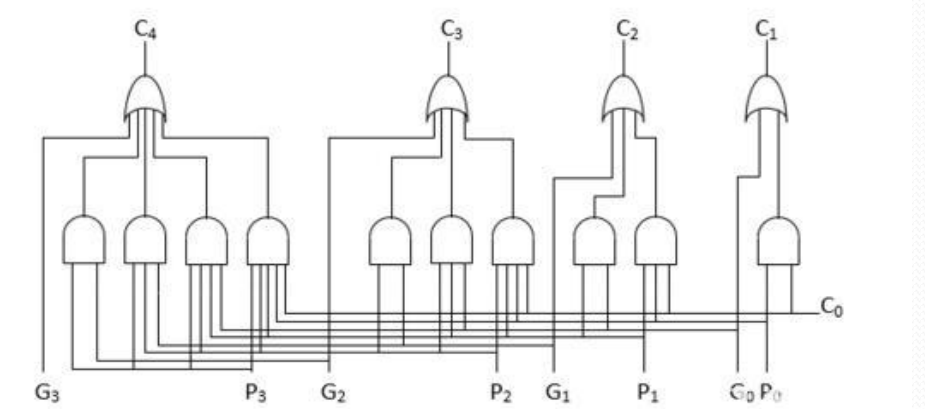 C₄ C₃ C₂ C₁
C₀
G₃ P₃ G₂ P₂ G₁ P₁ G₀ P₀